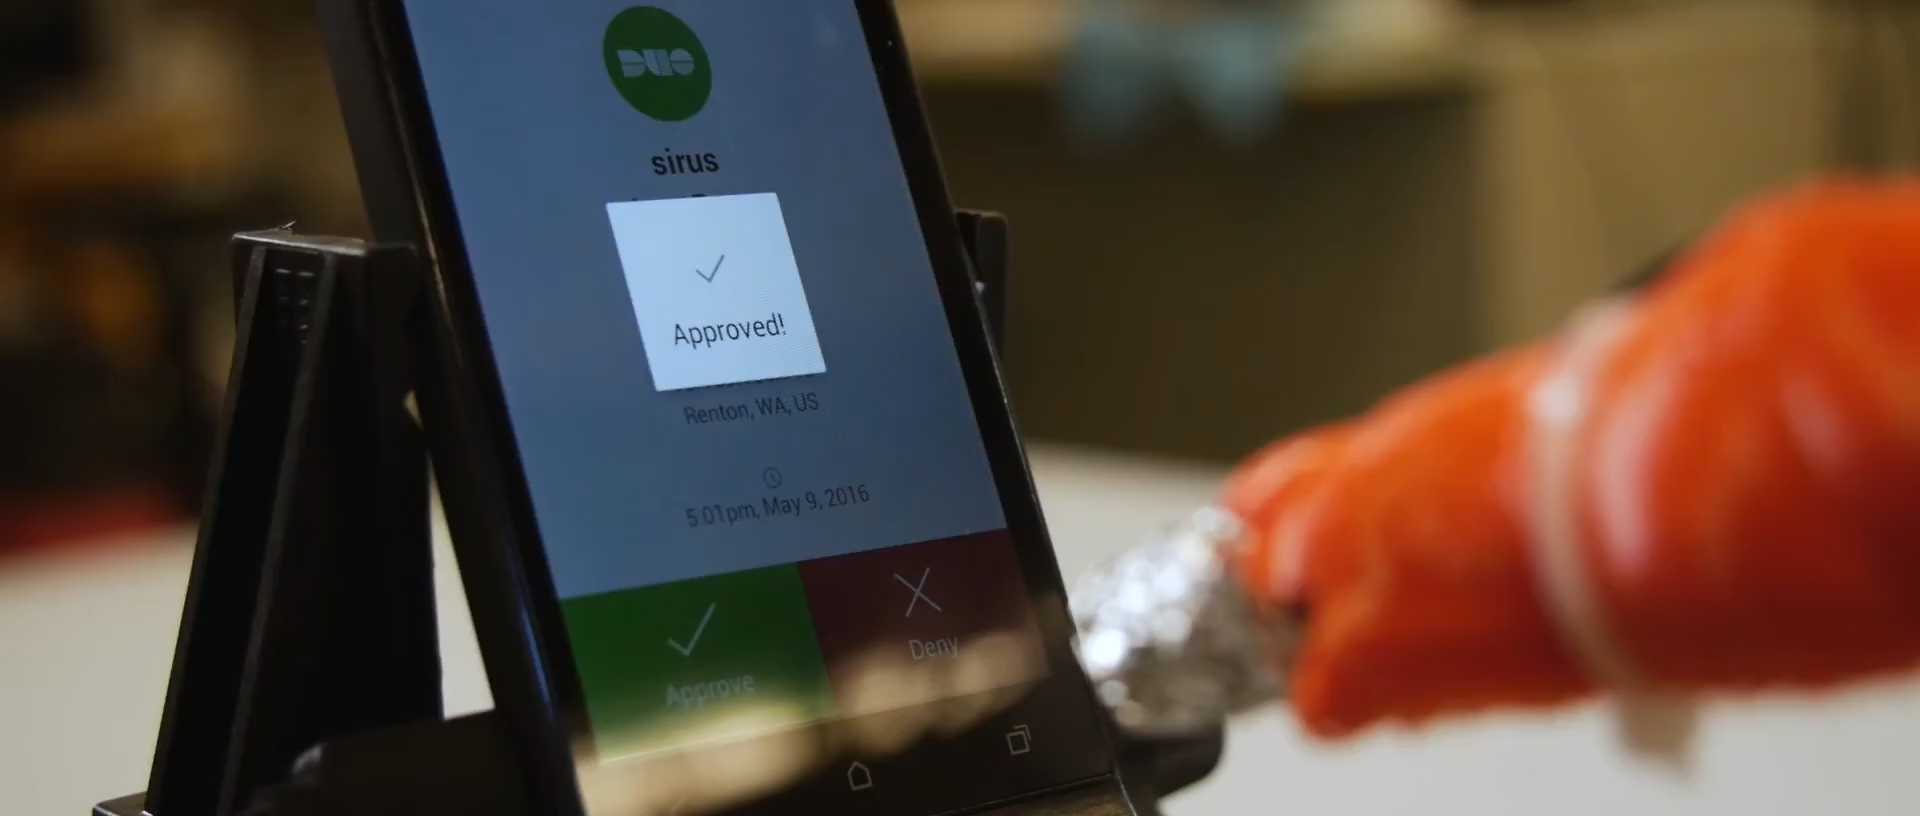 DUO
sirus
Approved!
Renton, WA, US
5:01pm, May 9, 2016
Approve
Deny